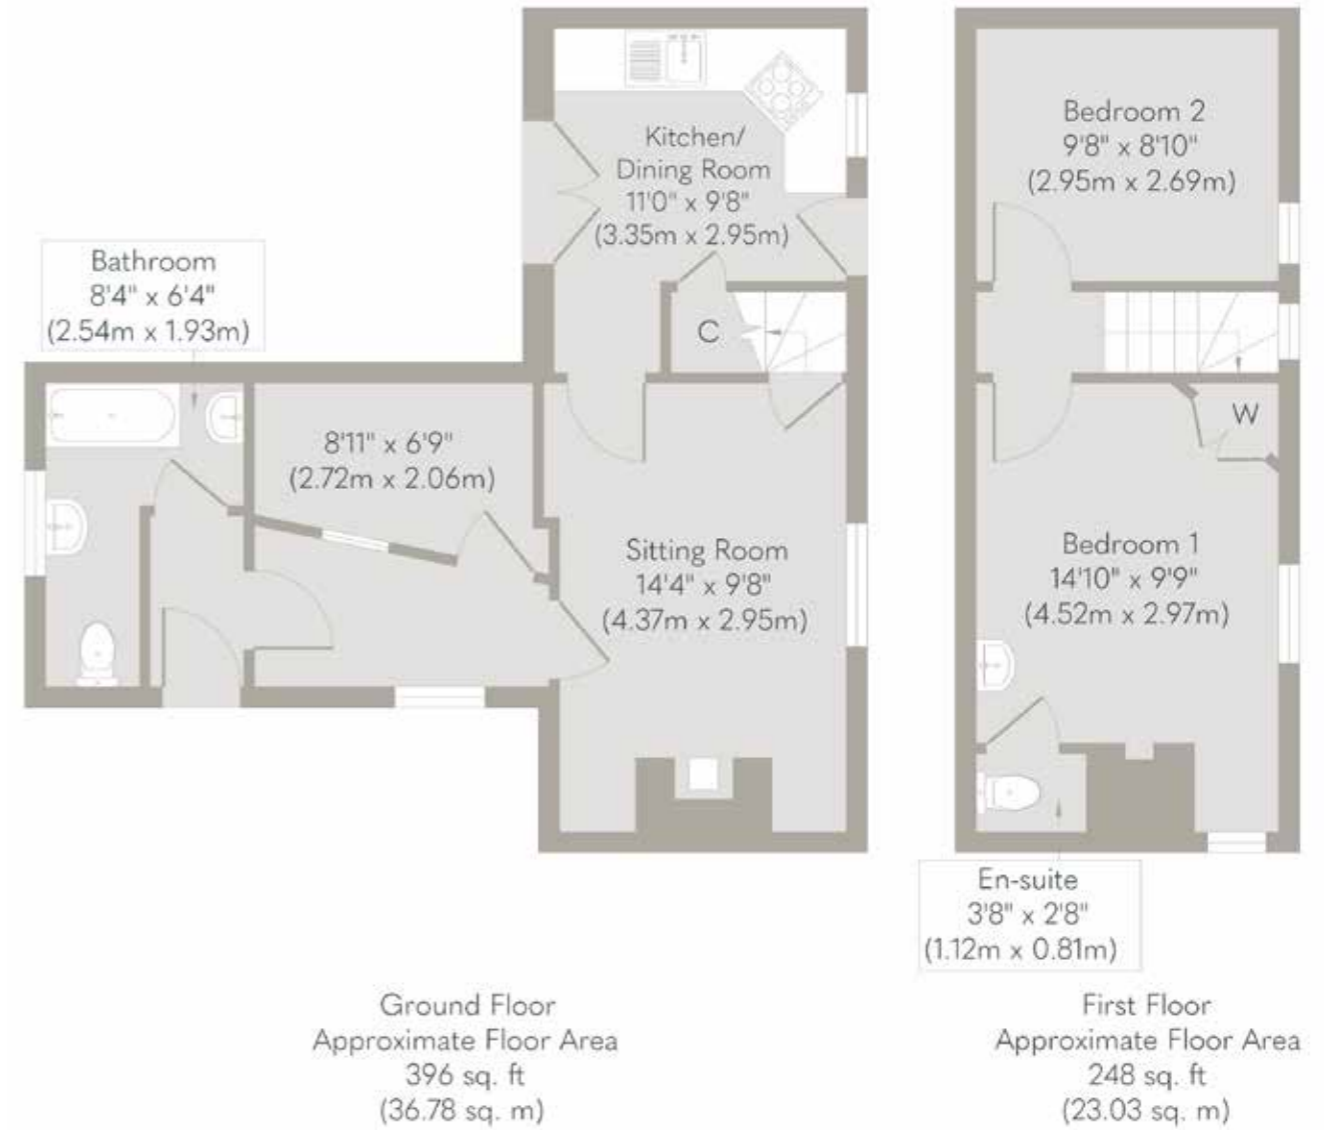 Kitchen/
Dining Room
11'0" x 9'8"
(3.35m x 2.95m)
C
Bathroom
8'4" x 6'4"
(2.54m x 1.93m)
8'11" x 6'9"
(2.72m x 2.06m)
Sitting Room
14'4" x 9'8"
(4.37m x 2.95m)
Ground Floor
Approximate Floor Area
396 sq. ft
(36.78 sq. m)
Bedroom 2
9'8" x 8'10"
(2.95m x 2.69m)
W
Bedroom 1
14'10" x 9'9"
(4.52m x 2.97m)
En-suite
3'8" x 2'8"
(1.12m x 0.81m)
First Floor
Approximate Floor Area
248 sq. ft
(23.03 sq. m)